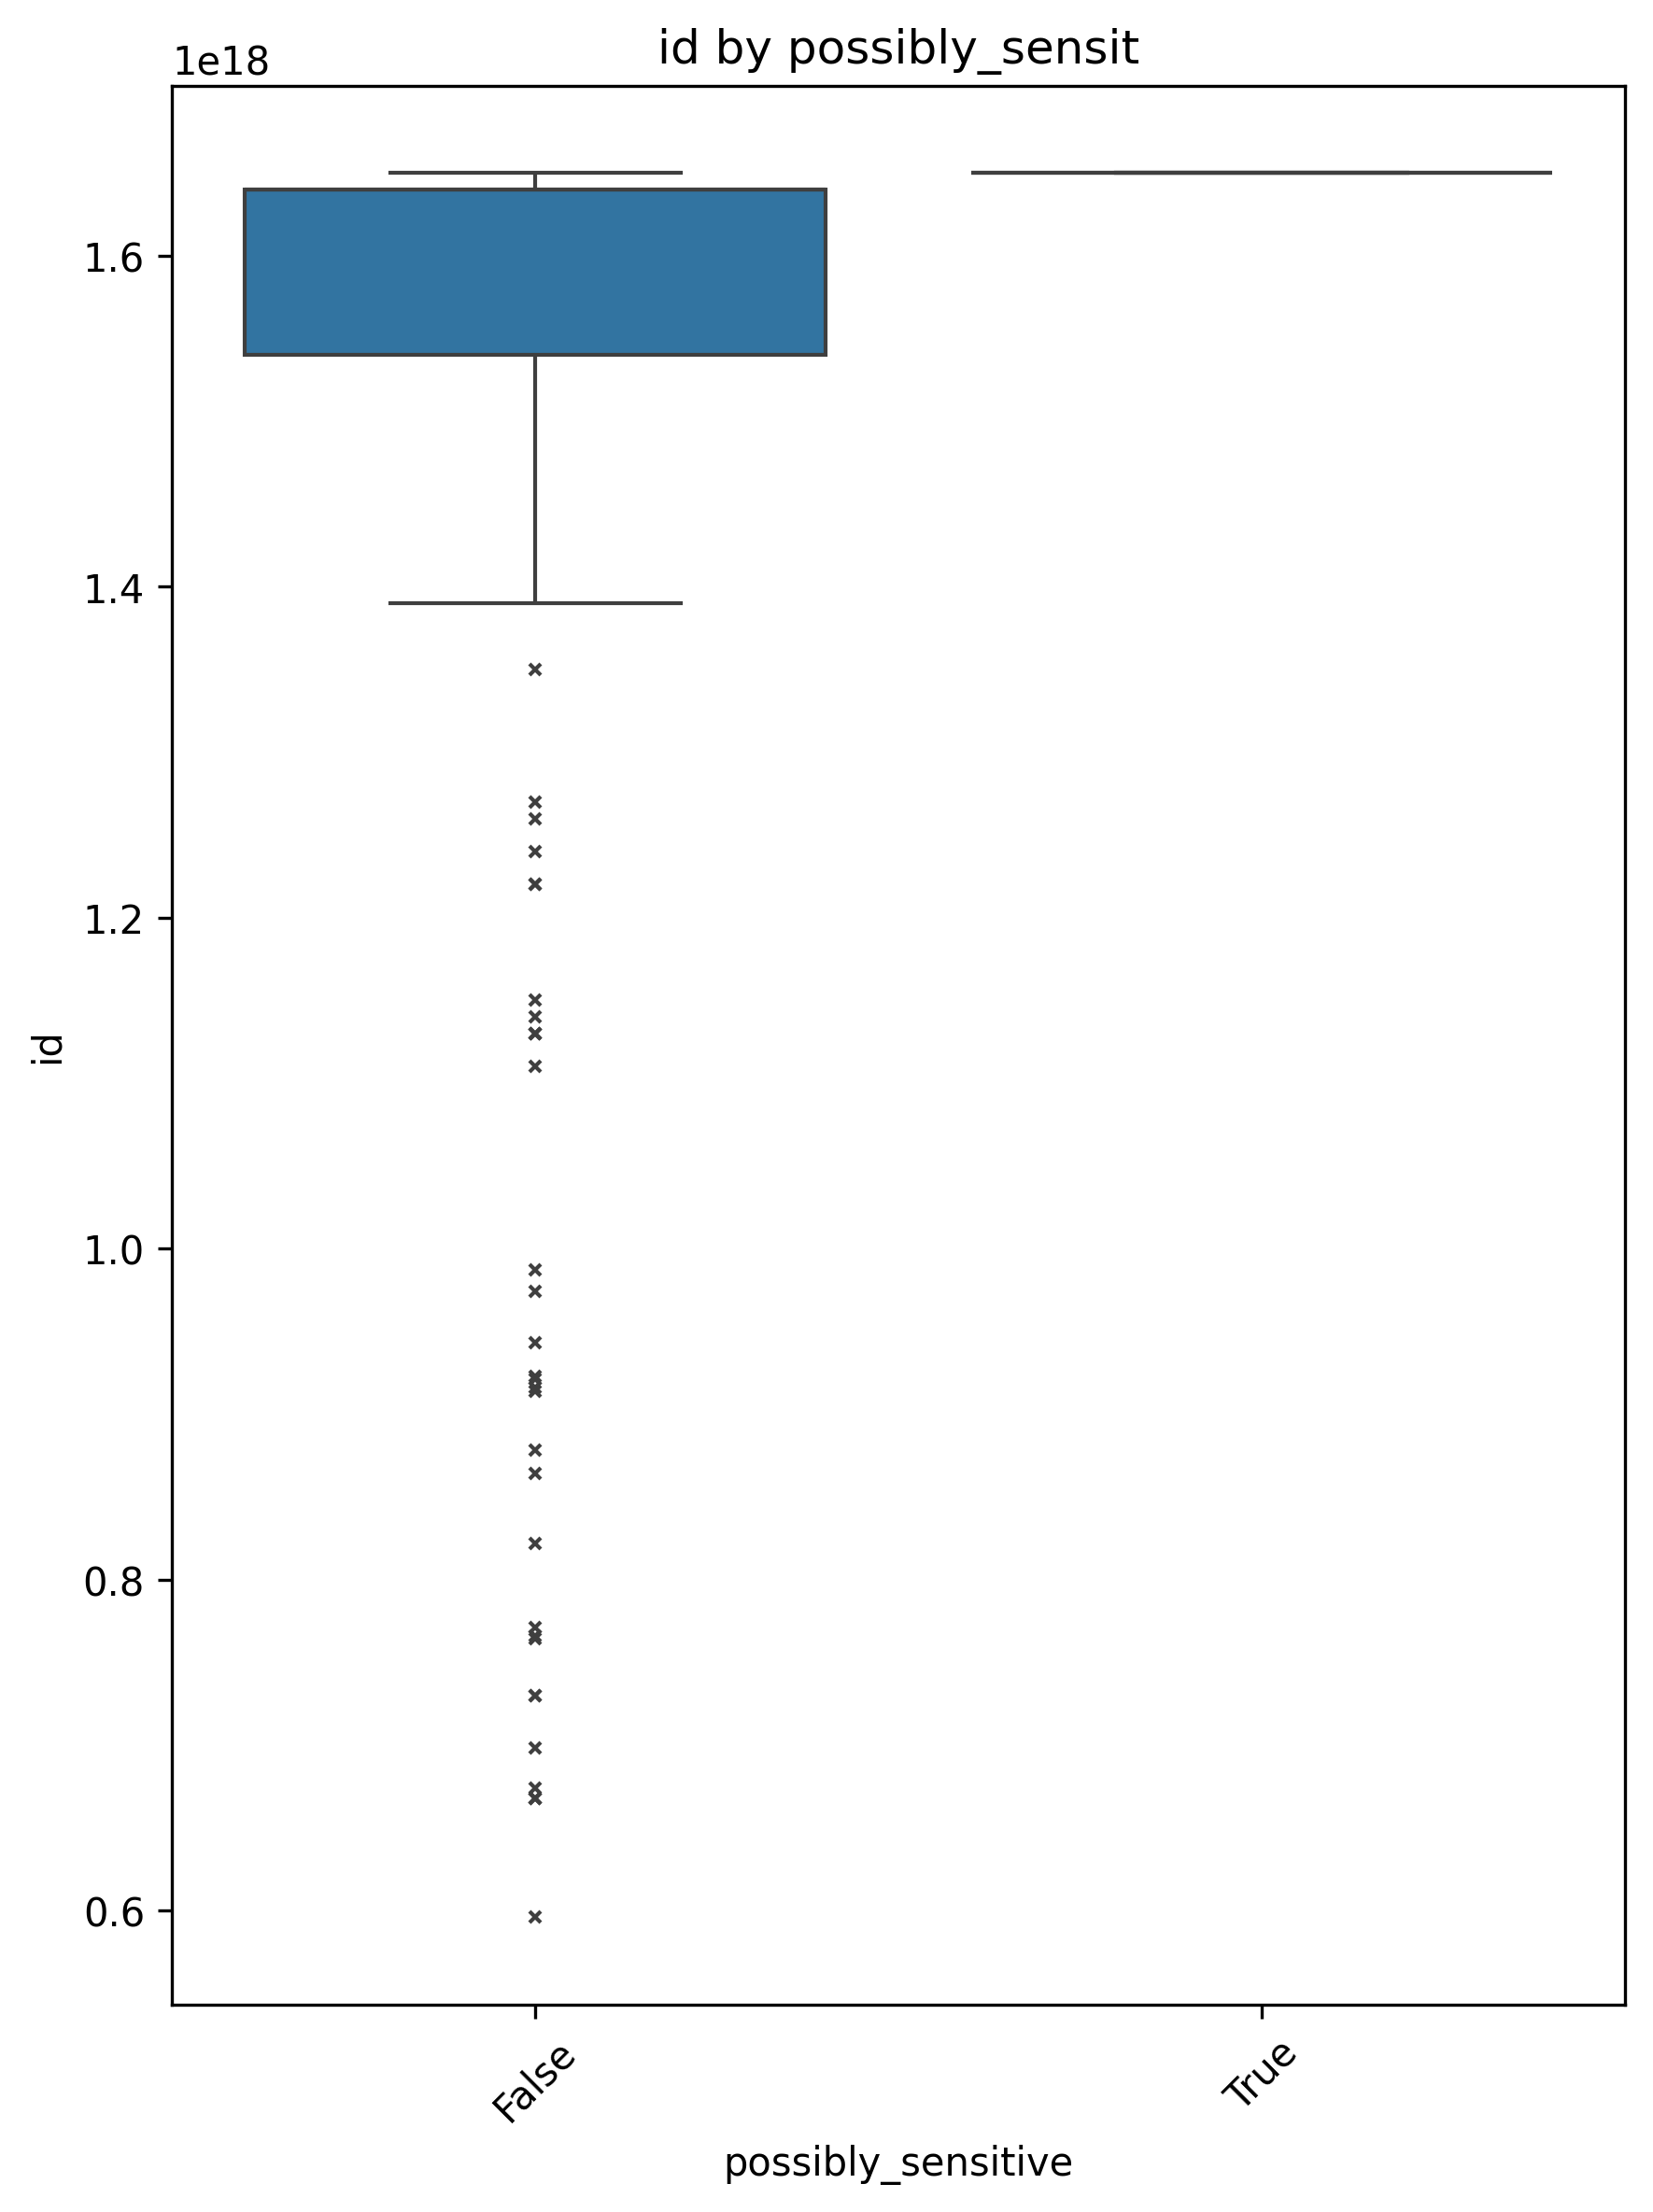 id by possibly_sensit
1e18
1.6
1.4
1.2
1.0
0.8
0.6
id
False
True
possibly_sensitive